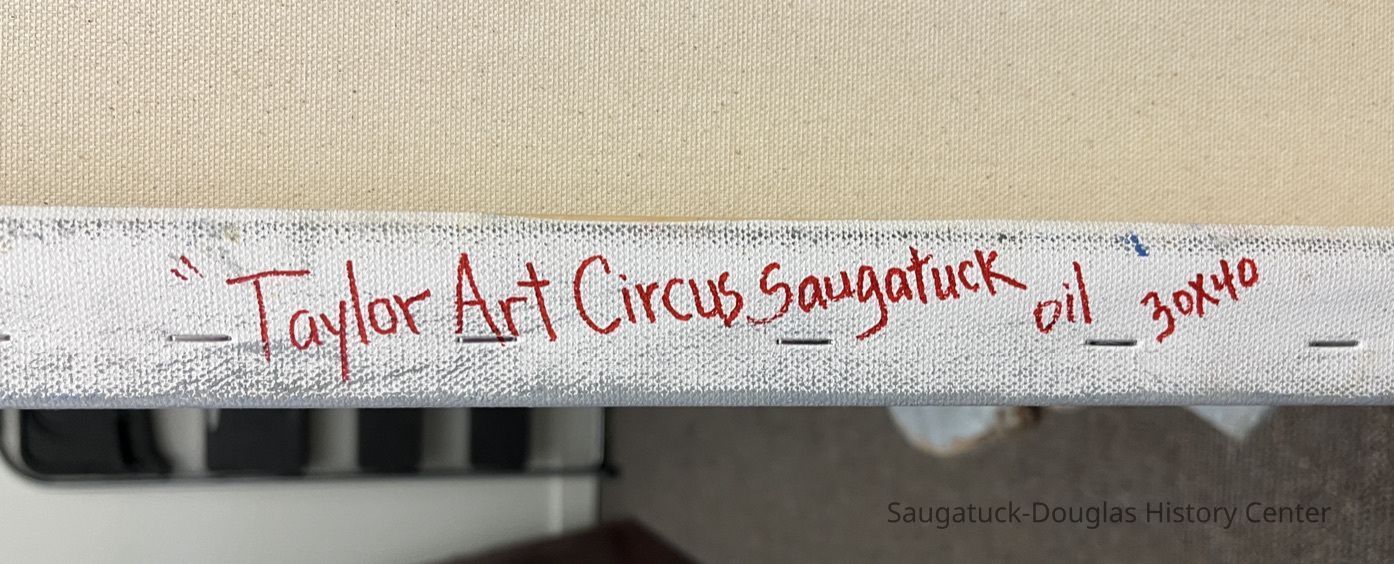 " Taylor Art Circus Saugatuck oil 30x40
Saugatuck-Douglas History Center